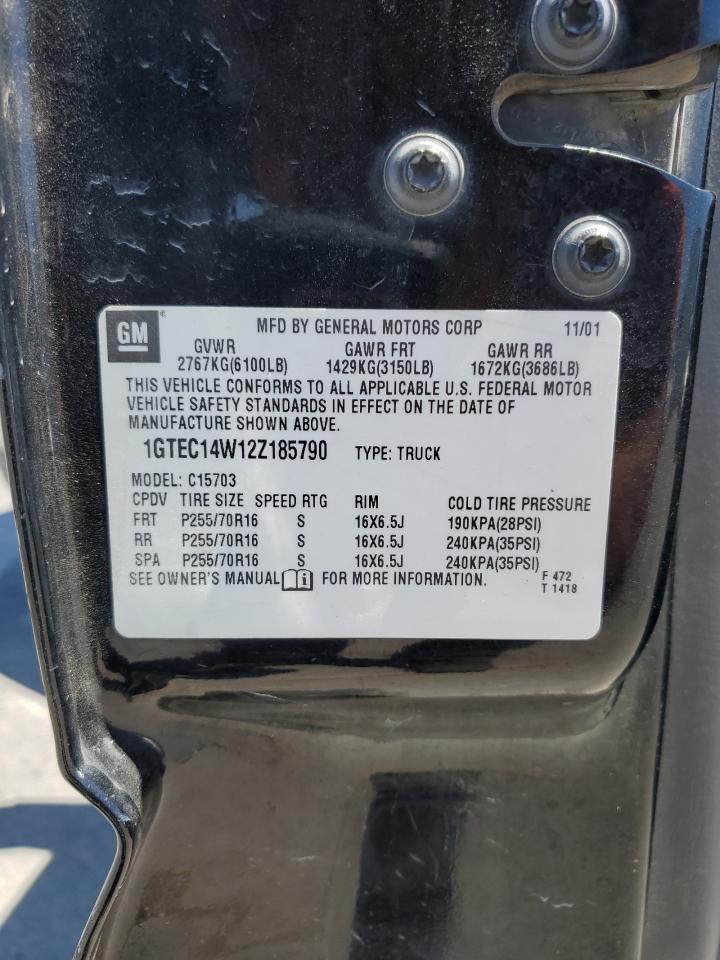 GM ® MFD BY GENERAL MOTORS CORP 11/01
GVWR GAWR FRT GAWR RR
2767KG(6100LB) 1429KG(3150LB) 1672KG(3686LB)
THIS VEHICLE CONFORMS TO ALL APPLICABLE U.S. FEDERAL MOTOR
VEHICLE SAFETY STANDARDS IN EFFECT ON THE DATE OF
MANUFACTURE SHOWN ABOVE.
1GTEC14W12Z185790 TYPE: TRUCK
MODEL: C15703
CPDV TIRE SIZE SPEED RTG RIM COLD TIRE PRESSURE
FRT P255/70R16 S 16X6.5J 190KPA(28PSI)
RR P255/70R16 S 16X6.5J 240KPA(35PSI)
SPA P255/70R16 S 16X6.5J 240KPA(35PSI)
SEE OWNER'S MANUAL i FOR MORE INFORMATION. F 472
T 1418